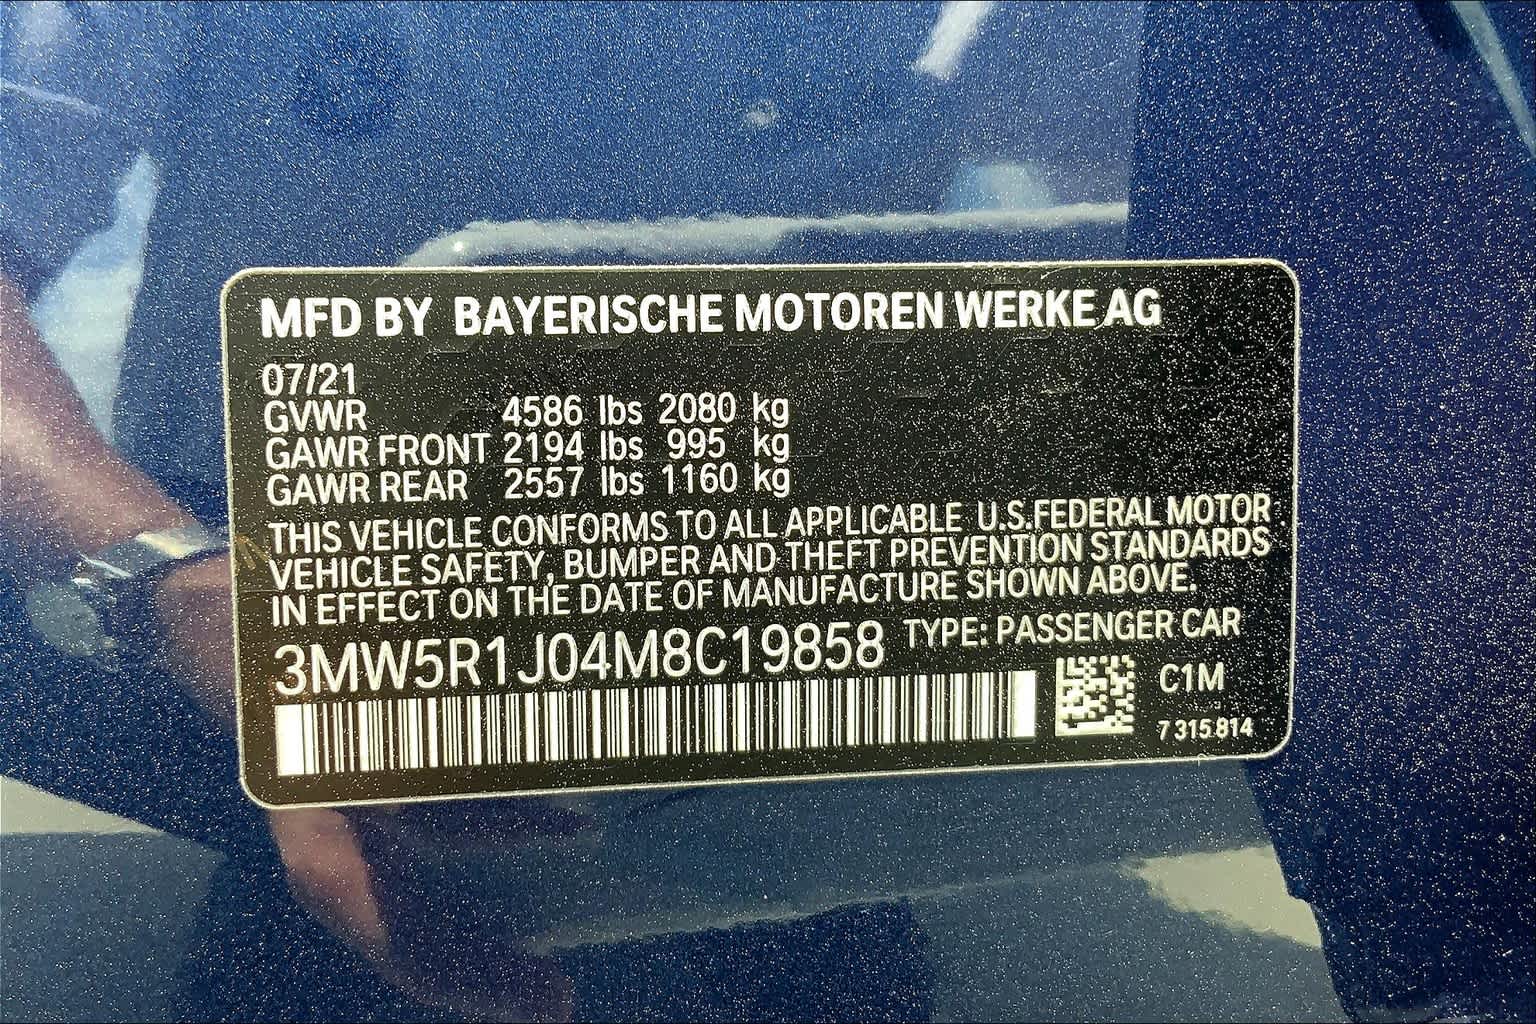 MFD BY BAYERISCHE MOTOREN WERKE AG
07/21
GVWR 4586 lbs 2080 kg
GAWR FRONT 2194 lbs 995 kg
GAWR REAR 2557 lbs 1160 kg
THIS VEHICLE CONFORMS TO ALL APPLICABLE U.S.FEDERAL MOTOR
VEHICLE SAFETY, BUMPER AND THEFT PREVENTION STANDARDS
IN EFFECT ON THE DATE OF MANUFACTURE SHOWN ABOVE.
3MW5R1J04M8C19858 TYPE: PASSENGER CAR
C1M
7 315 814